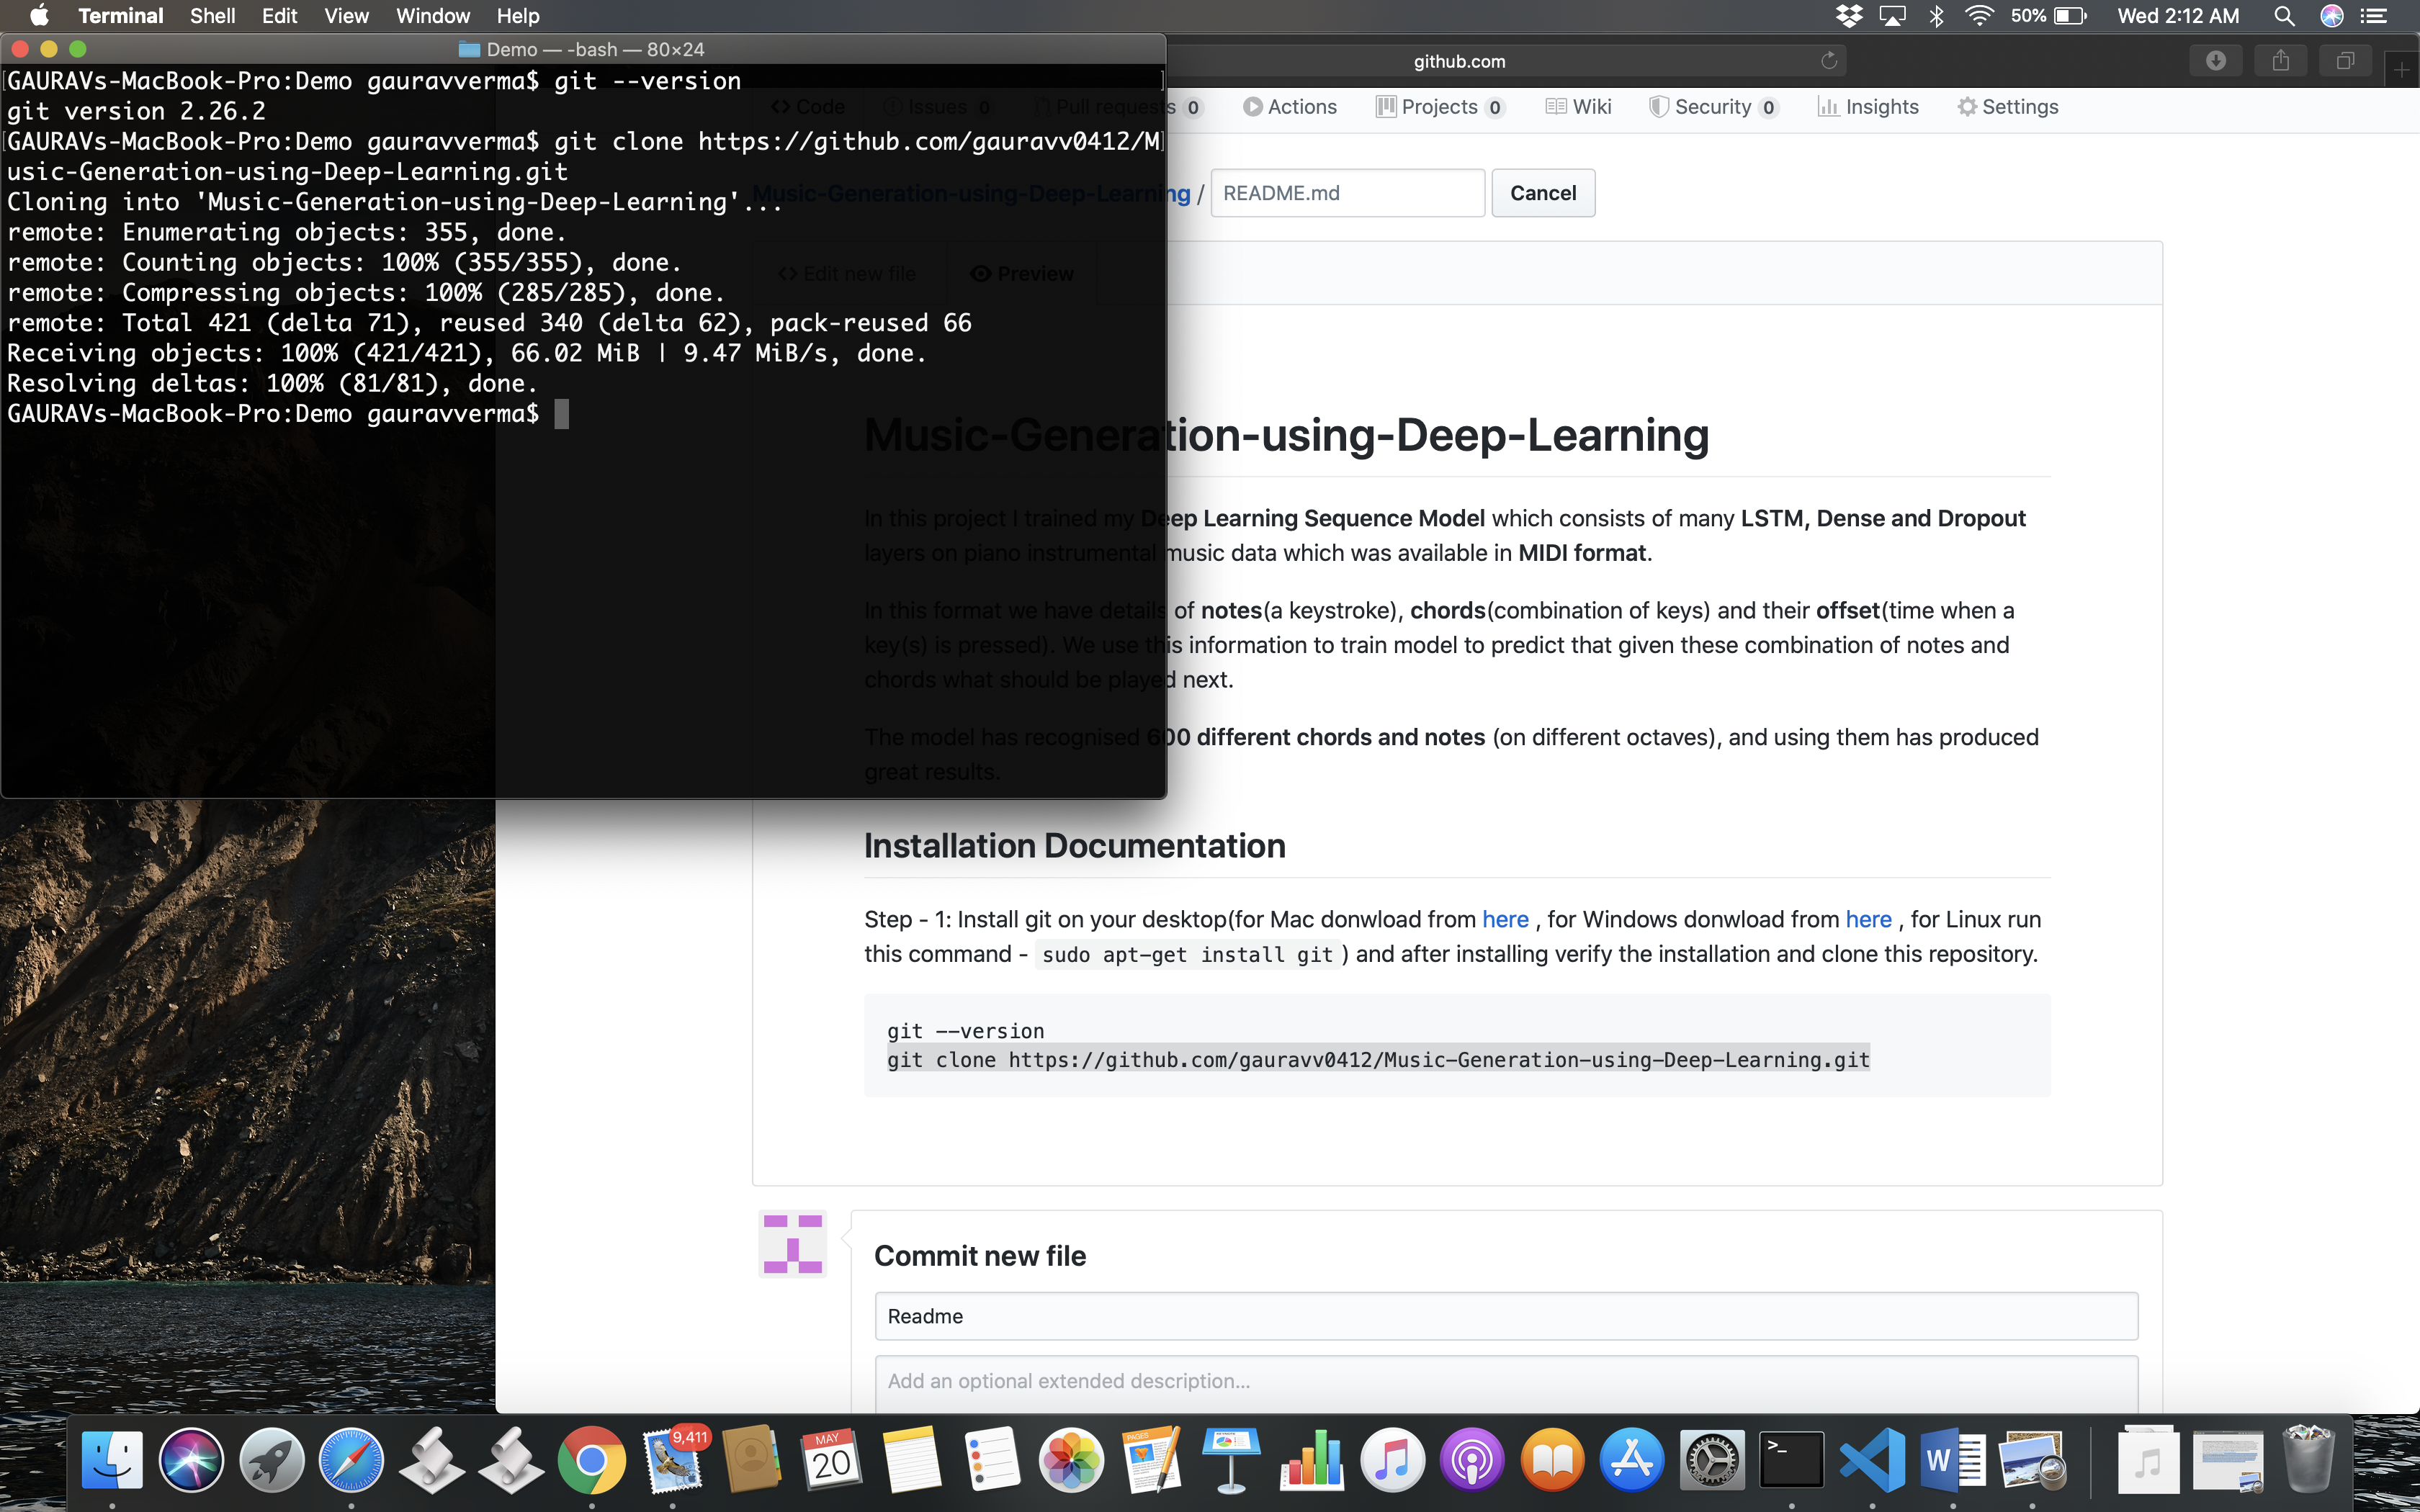 Terminal Shell Edit View Window Help 50% Wed 2:12 AM
Demo — -bash — 80×24
GAURAVs-MacBook-Pro:Demo gauravverma$ git --version
git version 2.26.2
GAURAVs-MacBook-Pro:Demo gauravverma$ git clone https://github.com/gauravv0412/M
usic-Generation-using-Deep-Learning.git
Cloning into 'Music-Generation-using-Deep-Learning'...
remote: Enumerating objects: 355, done.
remote: Counting objects: 100% (355/355), done.
remote: Compressing objects: 100% (285/285), done.
remote: Total 421 (delta 71), reused 340 (delta 62), pack-reused 66
Receiving objects: 100% (421/421), 66.02 MiB | 9.47 MiB/s, done.
Resolving deltas: 100% (81/81), done.
GAURAVs-MacBook-Pro:Demo gauravverma$
github.com
<> Code Issues 0 Pull requests 0 Actions Projects 0 Wiki Security 0 Insights Settings
Music-Generation-using-Deep-Learning / README.md Cancel
<> Edit new file Preview
Music-Generation-using-Deep-Learning
In this project I trained my Deep Learning Sequence Model which consists of many LSTM, Dense and Dropout
layers on piano instrumental music data which was available in MIDI format.
In this format we have details of notes(a keystroke), chords(combination of keys) and their offset(time when a
key(s) is pressed). We use this information to train model to predict that given these combination of notes and
chords what should be played next.
The model has recognised 600 different chords and notes (on different octaves), and using them has produced
great results.
Installation Documentation
Step - 1: Install git on your desktop(for Mac donwload from here , for Windows donwload from here , for Linux run
this command - sudo apt-get install git ) and after installing verify the installation and clone this repository.
git --version
git clone https://github.com/gauravv0412/Music-Generation-using-Deep-Learning.git
Commit new file
Readme
Add an optional extended description...
9,411
MAY
20
PAGES
>_
W